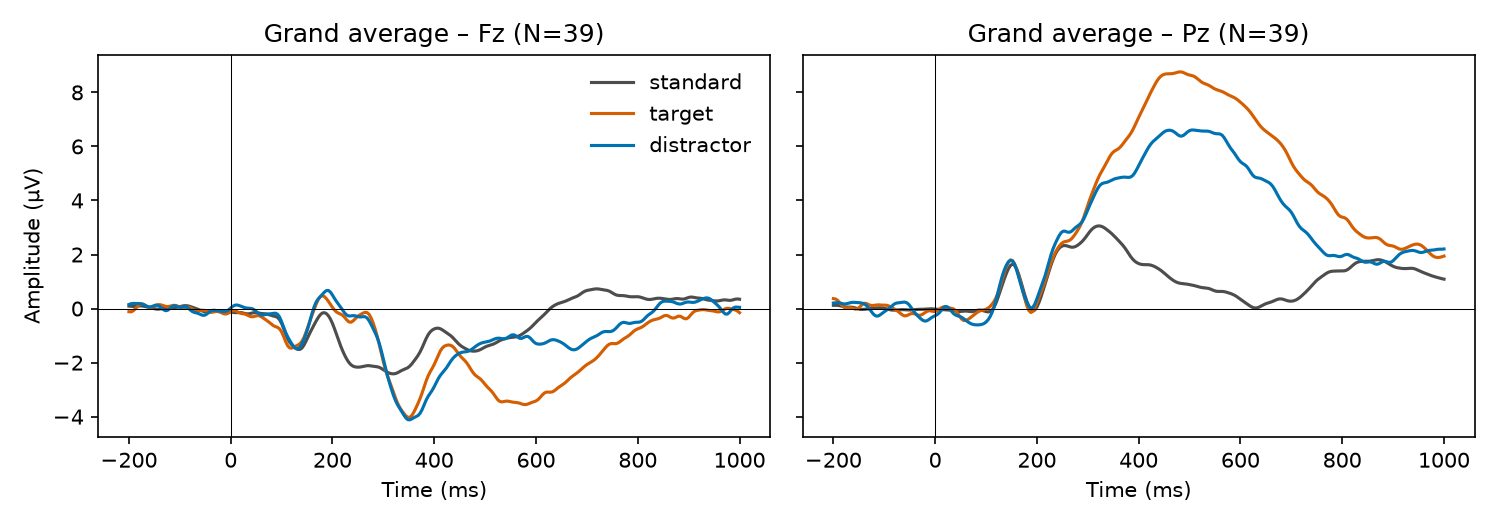 Grand average – Fz (N=39)
Grand average – Pz (N=39)
standard
target
distractor
Amplitude (µV)
8
6
4
2
0
−2
−4
−200 0 200 400 600 800 1000
−200 0 200 400 600 800 1000
Time (ms)
Time (ms)